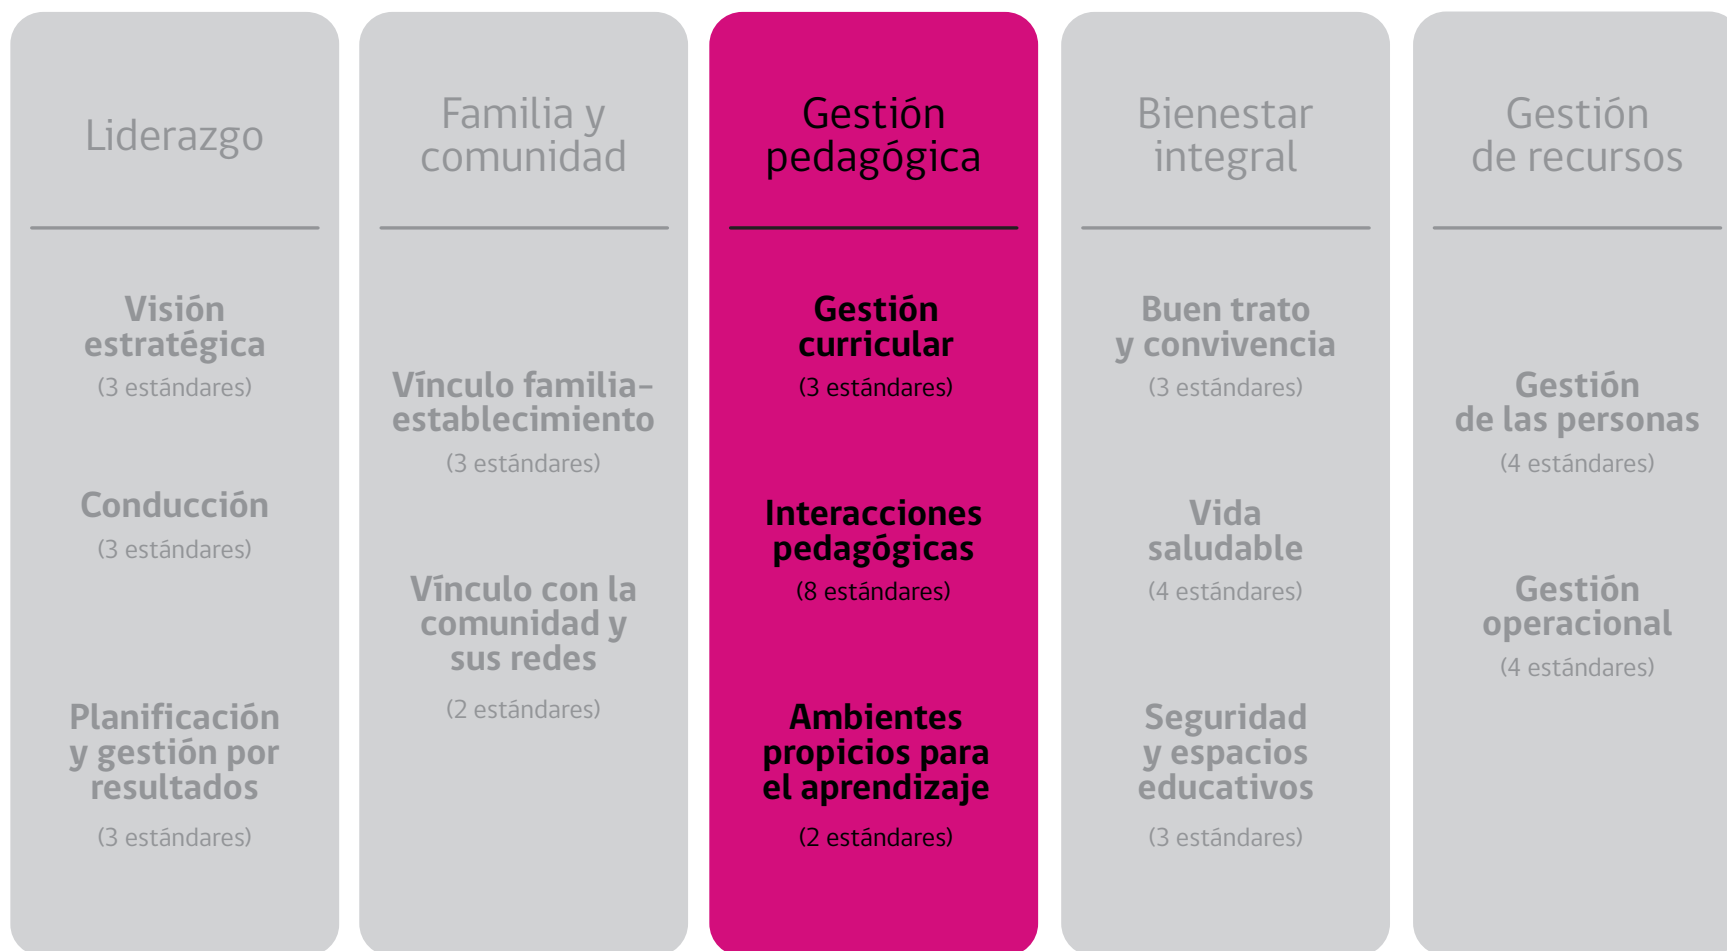 Liderazgo
Visión
estratégica
(3 estándares)
Conducción
(3 estándares)
Planificación
y gestión por
resultados
(3 estándares)
Familia y
comunidad
Vínculo familia–
establecimiento
(3 estándares)
Vínculo con la
comunidad y
sus redes
(2 estándares)
Gestión
pedagógica
Gestión
curricular
(3 estándares)
Interacciones
pedagógicas
(8 estándares)
Ambientes
propicios para
el aprendizaje
(2 estándares)
Bienestar
integral
Buen trato
y convivencia
(3 estándares)
Vida
saludable
(4 estándares)
Seguridad
y espacios
educativos
(3 estándares)
Gestión
de recursos
Gestión
de las personas
(4 estándares)
Gestión
operacional
(4 estándares)